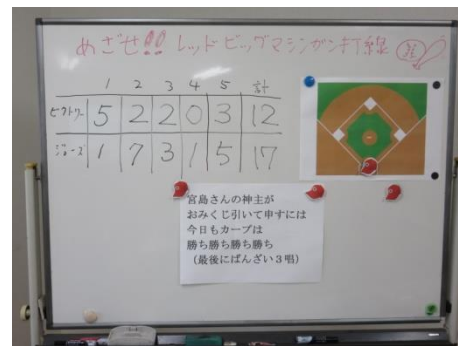 めざせ!! レッドビッグマシンガン打線
1 2 3 4 5 計
ビクトリー 5 2 2 0 3 12
ジョーズ 1 7 3 1 5 17
宮島さんの神主が
おみくじ引いて申すには
今日もカープは
勝ち勝ち勝ち勝ち
(最後にばんざい3唱)